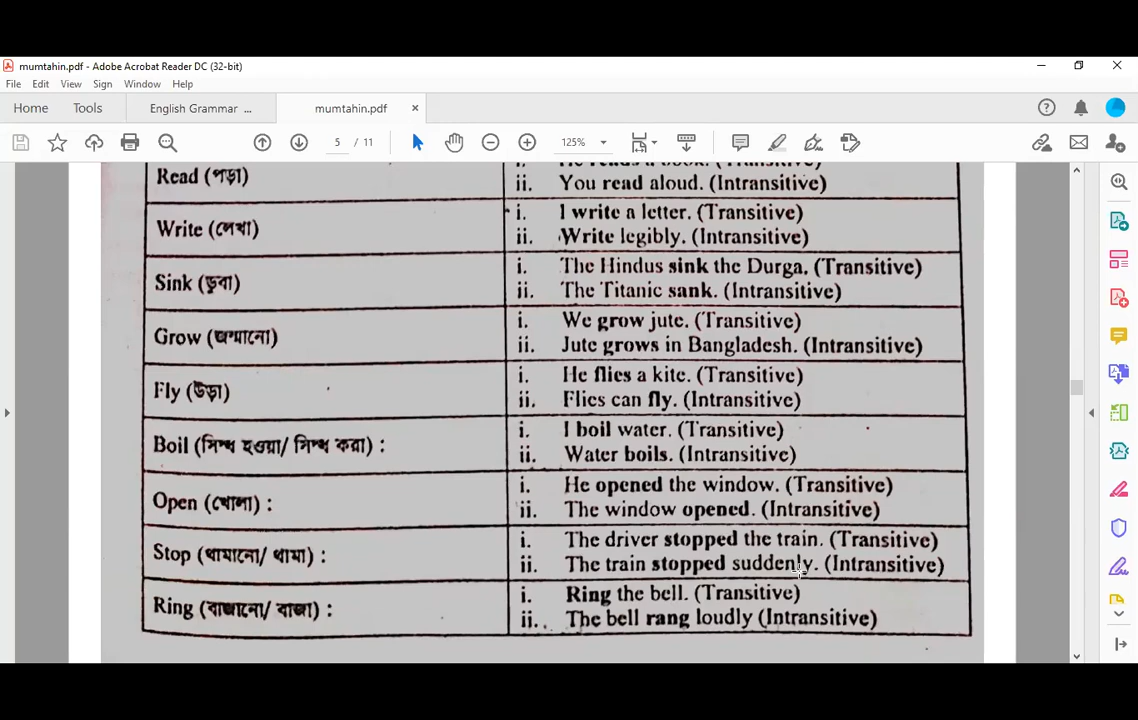 mumtahin.pdf - Adobe Acrobat Reader DC (32-bit)
File Edit View Sign Window Help
Home Tools English Grammar ... mumtahin.pdf ×
5 / 11 125%
Read (পড়া)
i. He reads a book. (Transitive)
ii. You read aloud. (Intransitive)
Write (লেখা)
i. I write a letter. (Transitive)
ii. Write legibly. (Intransitive)
Sink (ডুবা)
i. The Hindus sink the Durga. (Transitive)
ii. The Titanic sank. (Intransitive)
Grow (জন্মানো)
i. We grow jute. (Transitive)
ii. Jute grows in Bangladesh. (Intransitive)
Fly (উড়া)
i. He flies a kite. (Transitive)
ii. Flies can fly. (Intransitive)
Boil (সিদ্ধ হওয়া/ সিদ্ধ করা) :
i. I boil water. (Transitive)
ii. Water boils. (Intransitive)
Open (খোলা) :
i. He opened the window. (Transitive)
ii. The window opened. (Intransitive)
Stop (থামানো/ থামা) :
i. The driver stopped the train. (Transitive)
ii. The train stopped suddenly. (Intransitive)
Ring (বাজানো/ বাজা) :
i. Ring the bell. (Transitive)
ii. The bell rang loudly (Intransitive)